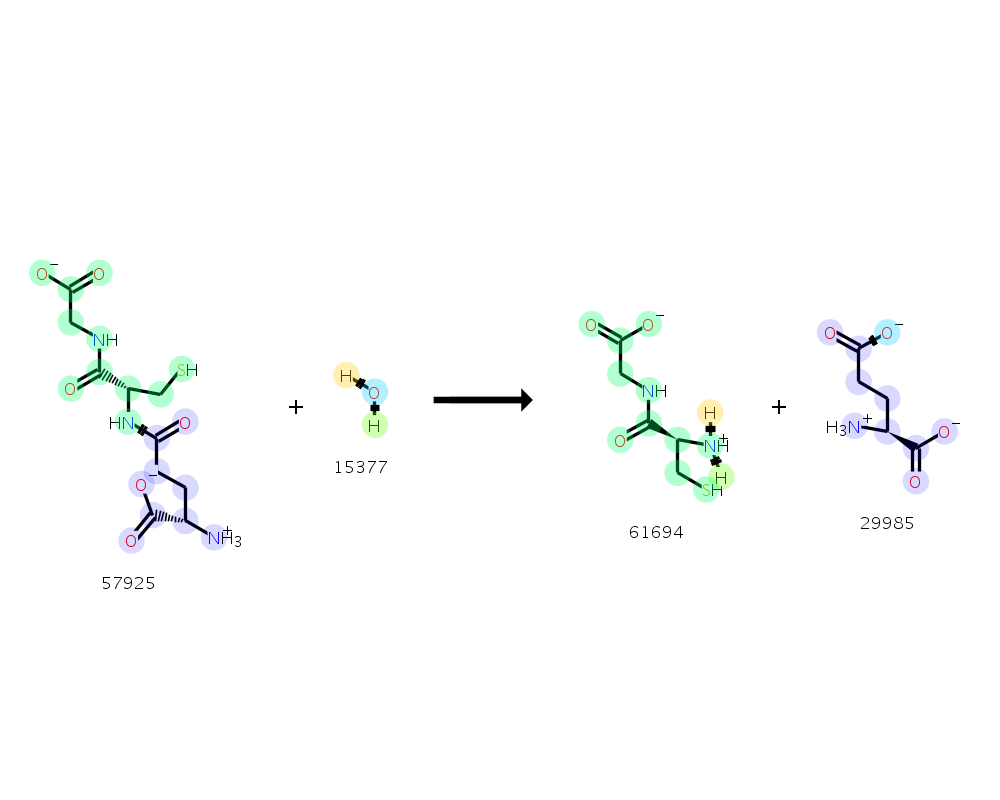 O⁻ O
NH
O SH
HN O
O⁻
O NH₃⁺
57925
+
H
O
H
15377
O O⁻
NH
O H
NH⁺
H
SH
61694
+
O O⁻
H₃N⁺ O⁻
O
29985